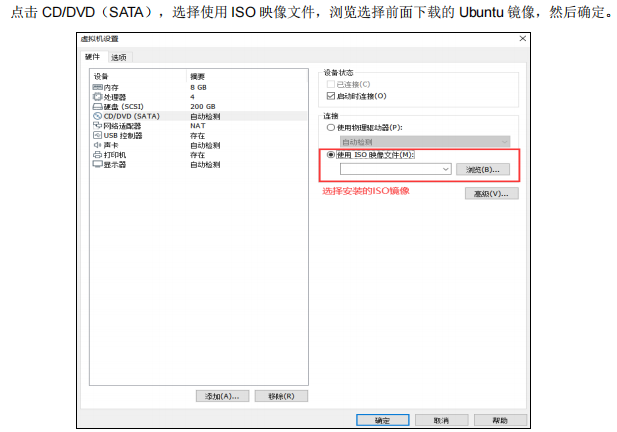 点击 CD/DVD（SATA），选择使用 ISO 映像文件，浏览选择前面下载的 Ubuntu 镜像，然后确定。
虚拟机设置
硬件 选项
设备 摘要
内存 8 GB
处理器 4
硬盘 (SCSI) 200 GB
CD/DVD (SATA) 自动检测
网络适配器 NAT
USB 控制器 存在
声卡 自动检测
打印机 存在
显示器 自动检测
添加(A)... 移除(R)
设备状态
已连接(C)
启动时连接(O)
连接
使用物理驱动器(P):
自动检测
使用 ISO 映像文件(M):
浏览(B)...
选择安装的ISO镜像
高级(V)...
确定 取消 帮助